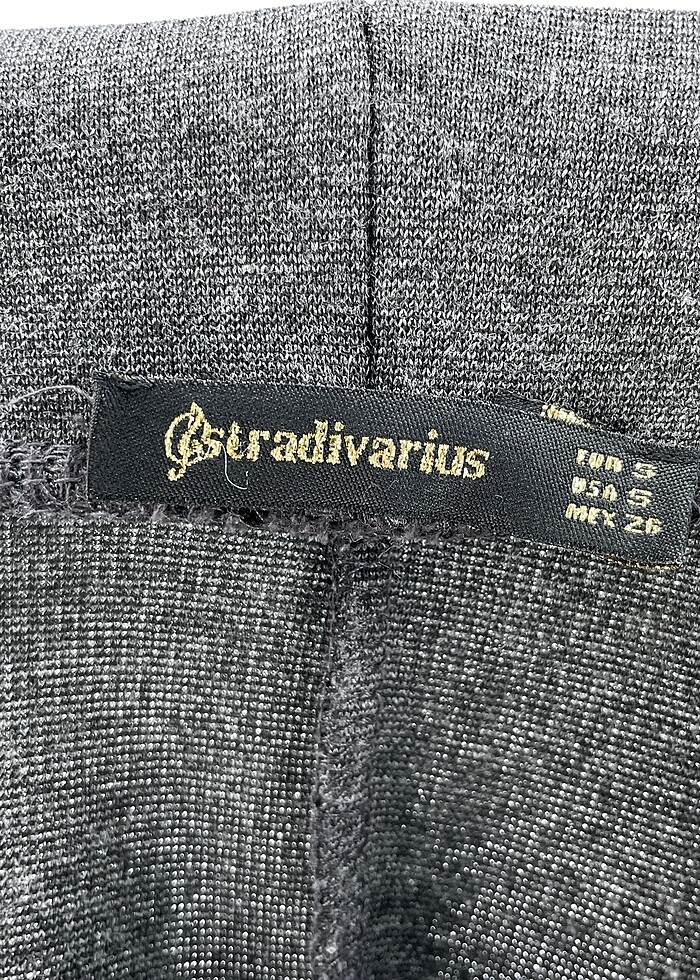 stradivarius
EUR S
USA S
MEX 26